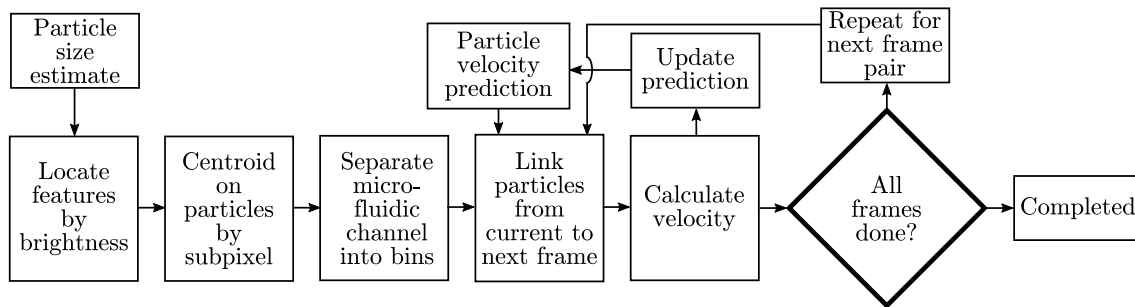 Particle
size
estimate
Locate
features
by
brightness
Centroid
on
particles
by
subpixel
Separate
micro-
fluidic
channel
into bins
Particle
velocity
prediction
Link
particles
from
current to
next frame
Update
prediction
Calculate
velocity
Repeat for
next frame
pair
All
frames
done?
Completed